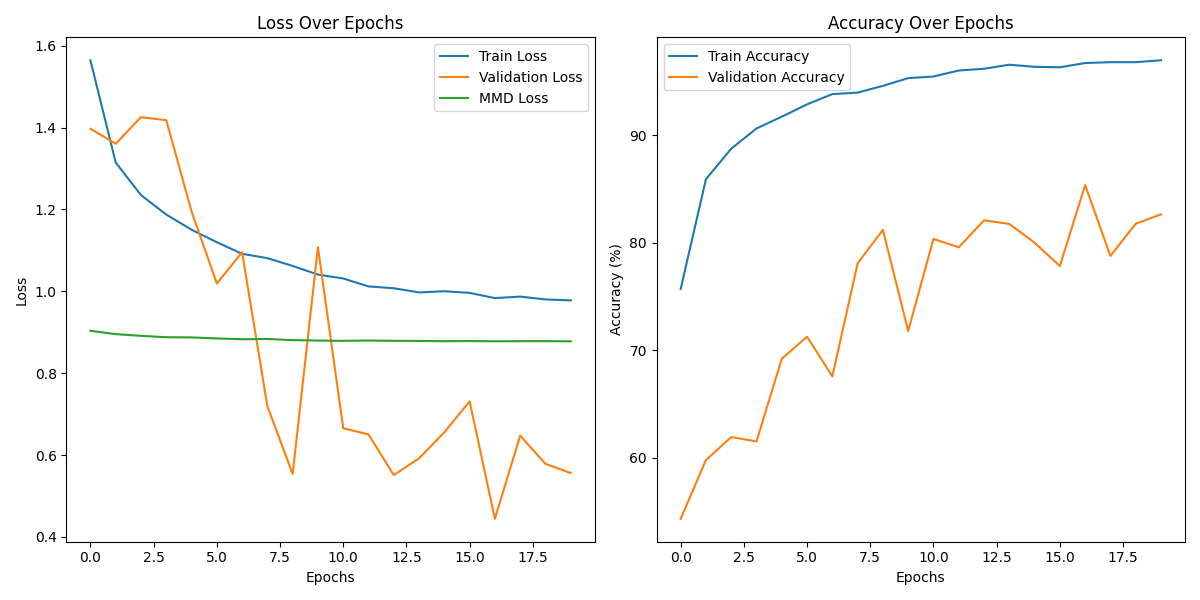 Loss Over Epochs
1.6
1.4
1.2
1.0
0.8
0.6
0.4
Loss
Train Loss
Validation Loss
MMD Loss
0.0 2.5 5.0 7.5 10.0 12.5 15.0 17.5
Epochs
Accuracy Over Epochs
90
80
70
60
Accuracy (%)
Train Accuracy
Validation Accuracy
0.0 2.5 5.0 7.5 10.0 12.5 15.0 17.5
Epochs